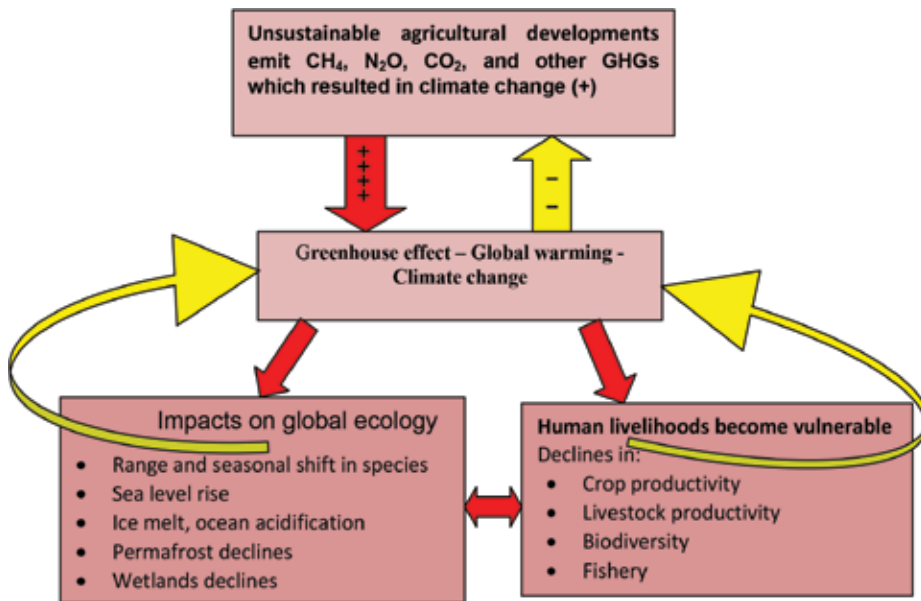 Unsustainable agricultural developments
emit CH₄, N₂O, CO₂, and other GHGs
which resulted in climate change (+)
+
+
+
+
–
–
Greenhouse effect – Global warming -
Climate change
Impacts on global ecology
• Range and seasonal shift in species
• Sea level rise
• Ice melt, ocean acidification
• Permafrost declines
• Wetlands declines
Human livelihoods become vulnerable
Declines in:
• Crop productivity
• Livestock productivity
• Biodiversity
• Fishery